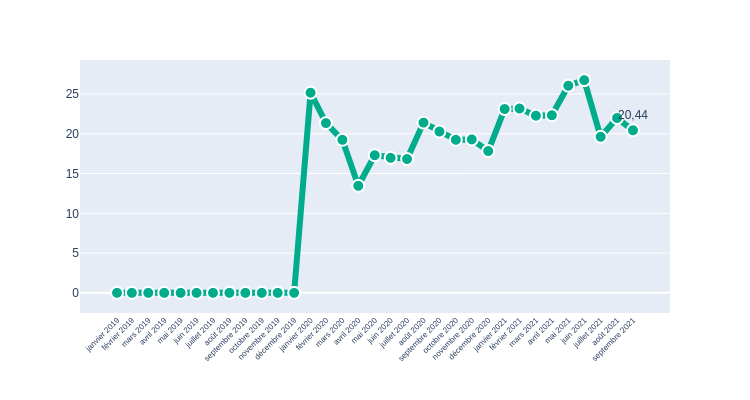 25
20
15
10
5
0
20,44
janvier 2019
février 2019
mars 2019
avril 2019
mai 2019
juin 2019
juillet 2019
août 2019
septembre 2019
octobre 2019
novembre 2019
décembre 2019
janvier 2020
février 2020
mars 2020
avril 2020
mai 2020
juin 2020
juillet 2020
août 2020
septembre 2020
octobre 2020
novembre 2020
décembre 2020
janvier 2021
février 2021
mars 2021
avril 2021
mai 2021
juin 2021
juillet 2021
août 2021
septembre 2021